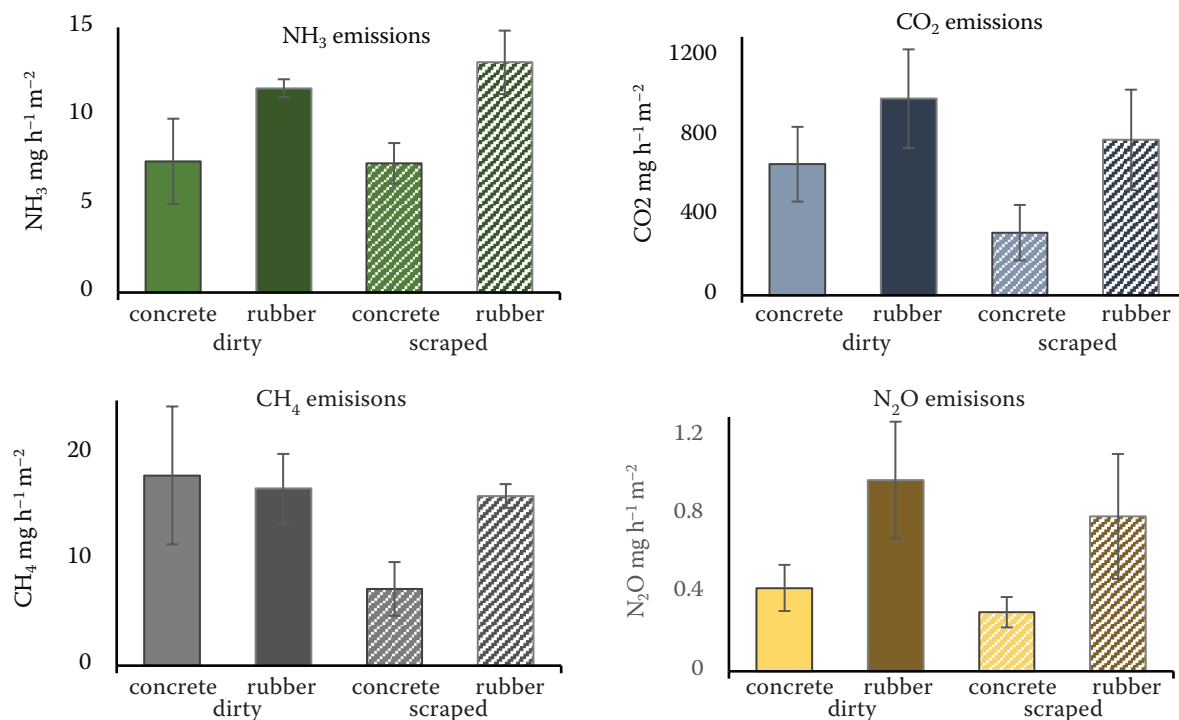 NH₃ emissions
NH₃ mg h⁻¹ m⁻²
15
10
5
0
concrete rubber concrete rubber
dirty scraped
CO₂ emissions
CO2 mg h⁻¹ m⁻²
1200
800
400
0
concrete rubber concrete rubber
dirty scraped
CH₄ emisisons
CH₄ mg h⁻¹ m⁻²
20
10
0
concrete rubber concrete rubber
dirty scraped
N₂O emisisons
N₂O mg h⁻¹ m⁻²
1.2
0.8
0.4
0
concrete rubber concrete rubber
dirty scraped